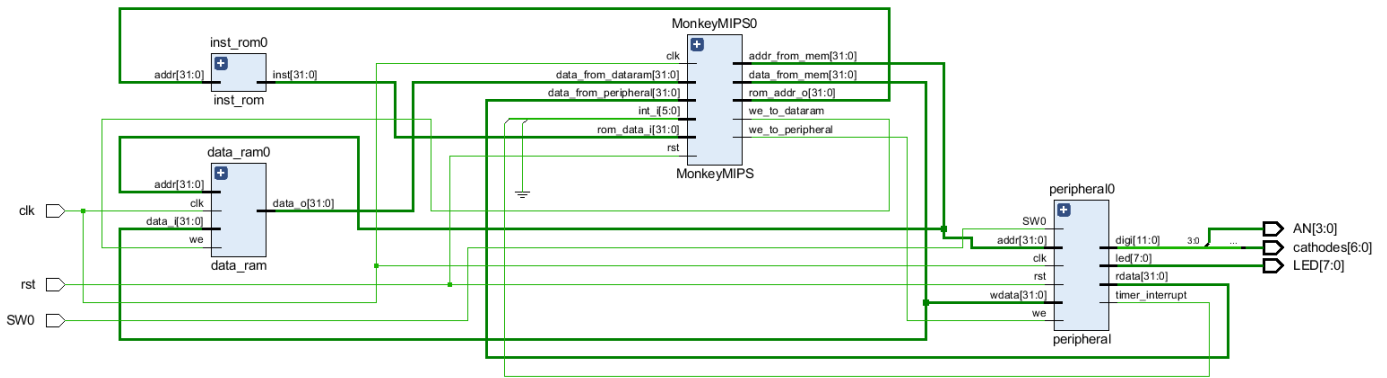 MonkeyMIPS0
clk
data_from_dataram[31:0]
data_from_peripheral[31:0]
int_i[5:0]
rom_data_i[31:0]
rst
addr_from_mem[31:0]
data_from_mem[31:0]
rom_addr_o[31:0]
we_to_dataram
we_to_peripheral
MonkeyMIPS
inst_rom0
addr[31:0]
inst[31:0]
inst_rom
data_ram0
addr[31:0]
clk
data_i[31:0]
we
data_o[31:0]
data_ram
clk
rst
SW0
peripheral0
SW0
addr[31:0]
clk
rst
wdata[31:0]
we
digi[11:0]
led[7:0]
rdata[31:0]
timer_interrupt
peripheral
3:0
...
AN[3:0]
cathodes[6:0]
LED[7:0]